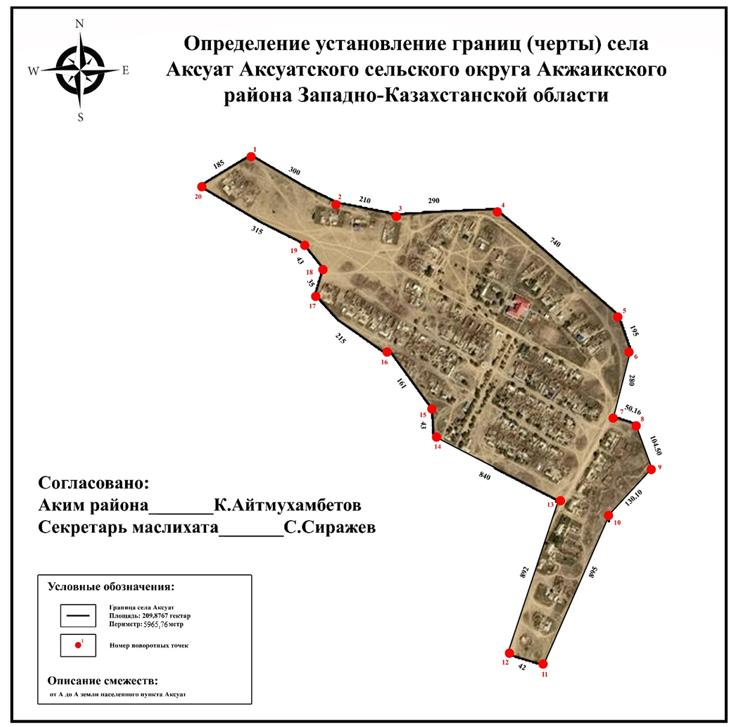 N
W E
S
Определение установление границ (черты) села
Аксуат Аксуатского сельского округа Акжаикского
района Западно-Казахстанской области
1
185
300
20
2
210
3
290
4
315
740
19
43
18
35
17
5
195
6
215
16
280
161
7
50.16
8
15
43
14
104.50
9
840
130.10
13
10
892
895
12
42
11
Согласовано:
Аким района_______К.Айтмухамбетов
Секретарь маслихата_______С.Сиражев
Условные обозначения:
Граница села Аксуат
Площадь: 209,8767 гектар
Периметр: 5965,76 метр
1
Номер поворотных точек
Описание смежеств:
от А до А земли населенного пункта Аксуат